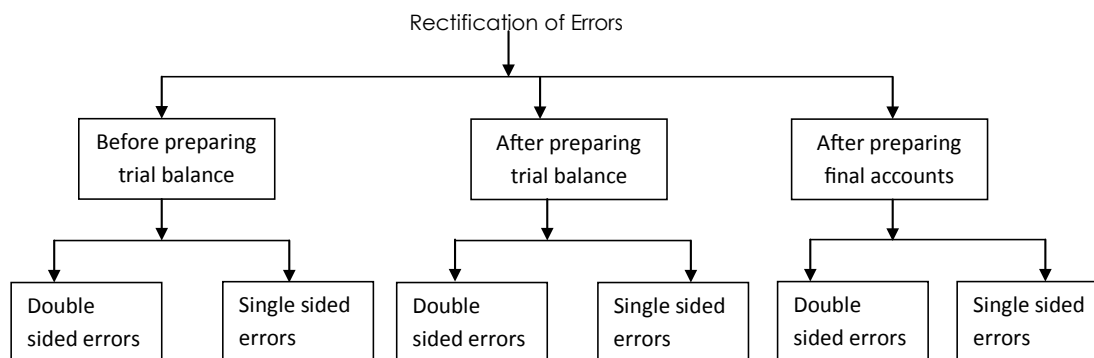 Rectification of Errors
Before preparing
trial balance
After preparing
trial balance
After preparing
final accounts
Double
sided errors
Single sided
errors
Double
sided errors
Single sided
errors
Double
sided errors
Single sided
errors